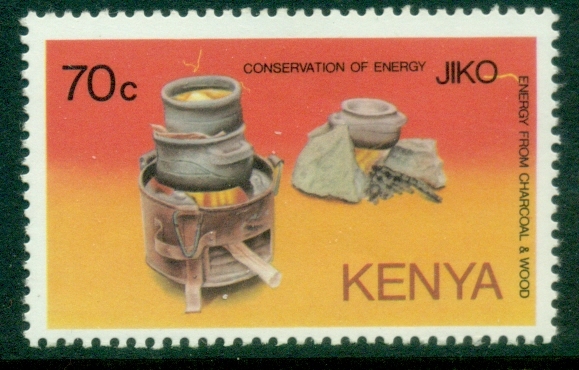 70c
CONSERVATION OF ENERGY
JIKO
ENERGY FROM CHARCOAL & WOOD
KENYA